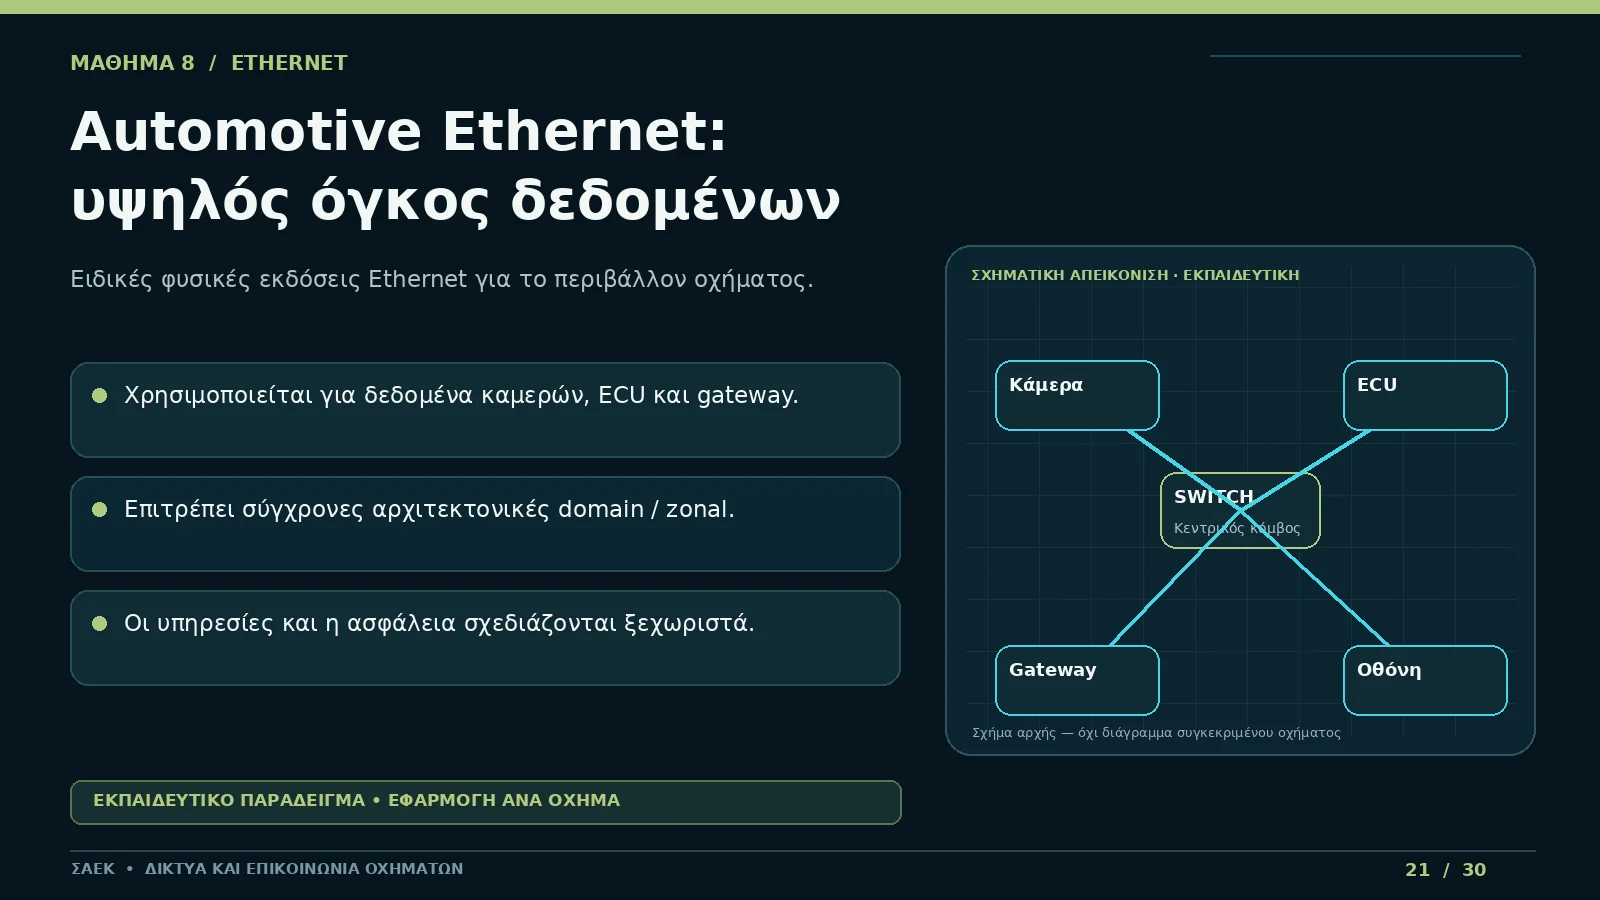 ΜΑΘΗΜΑ 8 / ETHERNET
Automotive Ethernet:
υψηλός όγκος δεδομένων
Ειδικές φυσικές εκδόσεις Ethernet για το περιβάλλον οχήματος.
Χρησιμοποιείται για δεδομένα καμερών, ECU και gateway.
Επιτρέπει σύγχρονες αρχιτεκτονικές domain / zonal.
Οι υπηρεσίες και η ασφάλεια σχεδιάζονται ξεχωριστά.
ΕΚΠΑΙΔΕΥΤΙΚΟ ΠΑΡΑΔΕΙΓΜΑ • ΕΦΑΡΜΟΓΗ ΑΝΑ ΟΧΗΜΑ
ΣΧΗΜΑΤΙΚΗ ΑΠΕΙΚΟΝΙΣΗ · ΕΚΠΑΙΔΕΥΤΙΚΗ
Κάμερα
ECU
SWITCH
Κεντρικός κόμβος
Gateway
Οθόνη
Σχήμα αρχής — όχι διάγραμμα συγκεκριμένου οχήματος
ΣΑΕΚ • ΔΙΚΤΥΑ ΚΑΙ ΕΠΙΚΟΙΝΩΝΙΑ ΟΧΗΜΑΤΩΝ
21 / 30